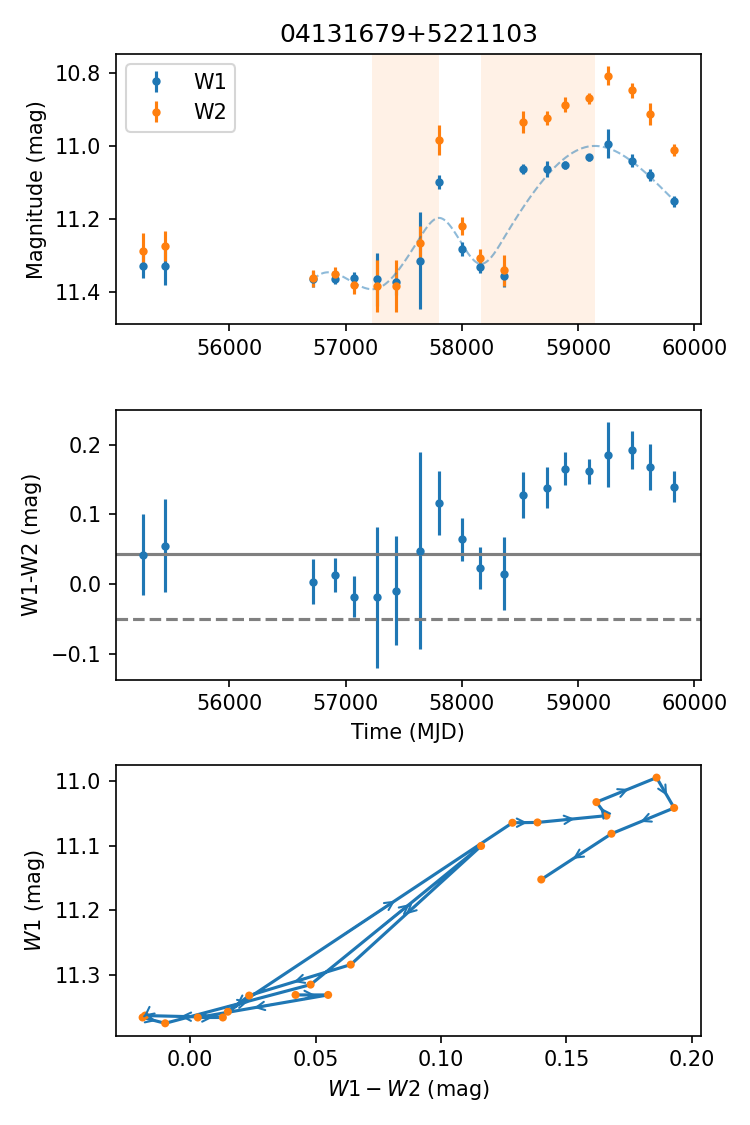 04131679+5221103
W1
W2
Magnitude (mag)
10.8
11.0
11.2
11.4
56000 57000 58000 59000 60000
W1-W2 (mag)
0.2
0.1
0.0
−0.1
56000 57000 58000 59000 60000
Time (MJD)
W1 (mag)
11.0
11.1
11.2
11.3
0.00 0.05 0.10 0.15 0.20
W1 − W2 (mag)